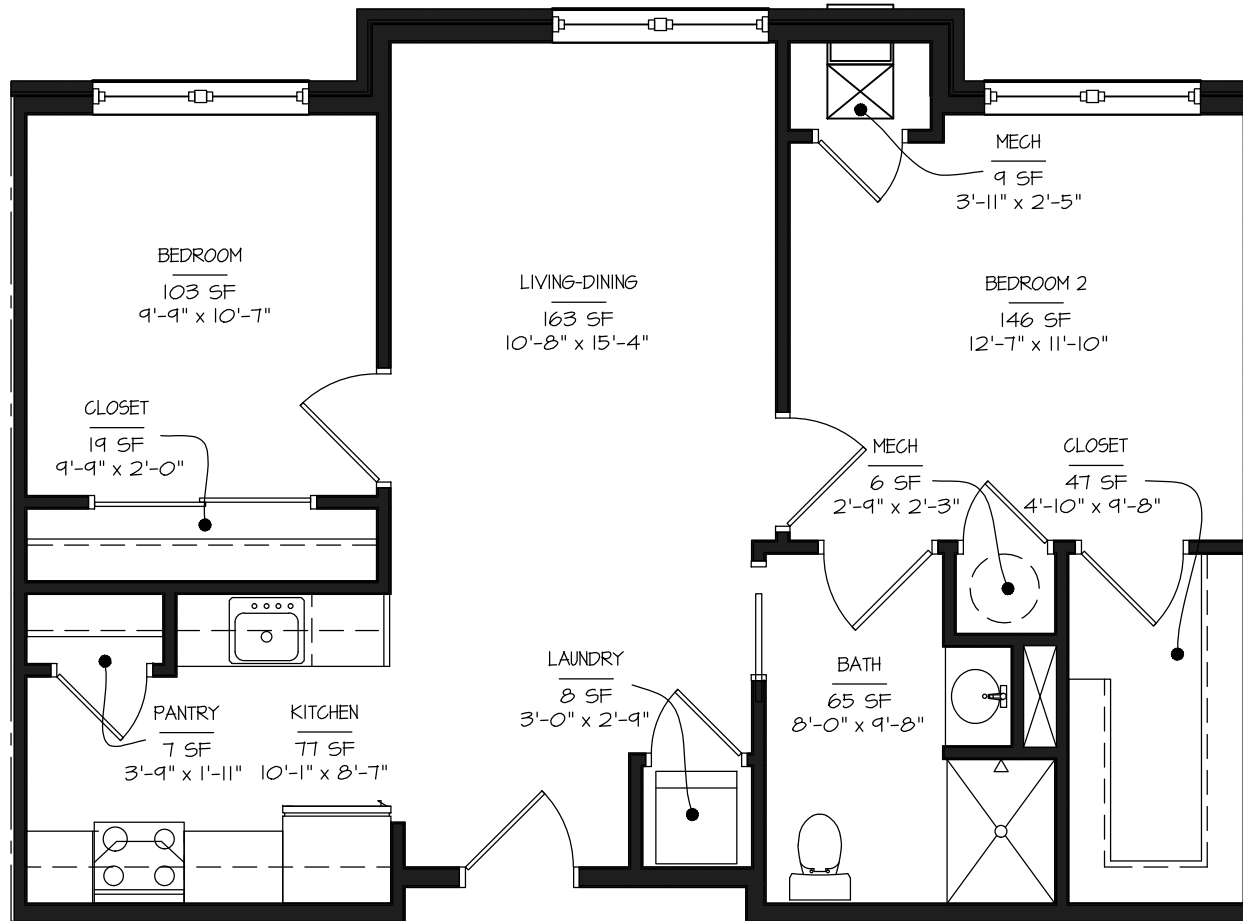 MECH
9 SF
3'-11" x 2'-5"
BEDROOM
103 SF
9'-9" x 10'-7"
LIVING-DINING
163 SF
10'-8" x 15'-4"
BEDROOM 2
146 SF
12'-7" x 11'-10"
CLOSET
19 SF
9'-9" x 2'-0"
MECH
6 SF
2'-9" x 2'-3"
CLOSET
47 SF
4'-10" x 9'-8"
LAUNDRY
8 SF
3'-0" x 2'-9"
BATH
65 SF
8'-0" x 9'-8"
PANTRY
7 SF
3'-9" x 1'-11"
KITCHEN
77 SF
10'-1" x 8'-7"